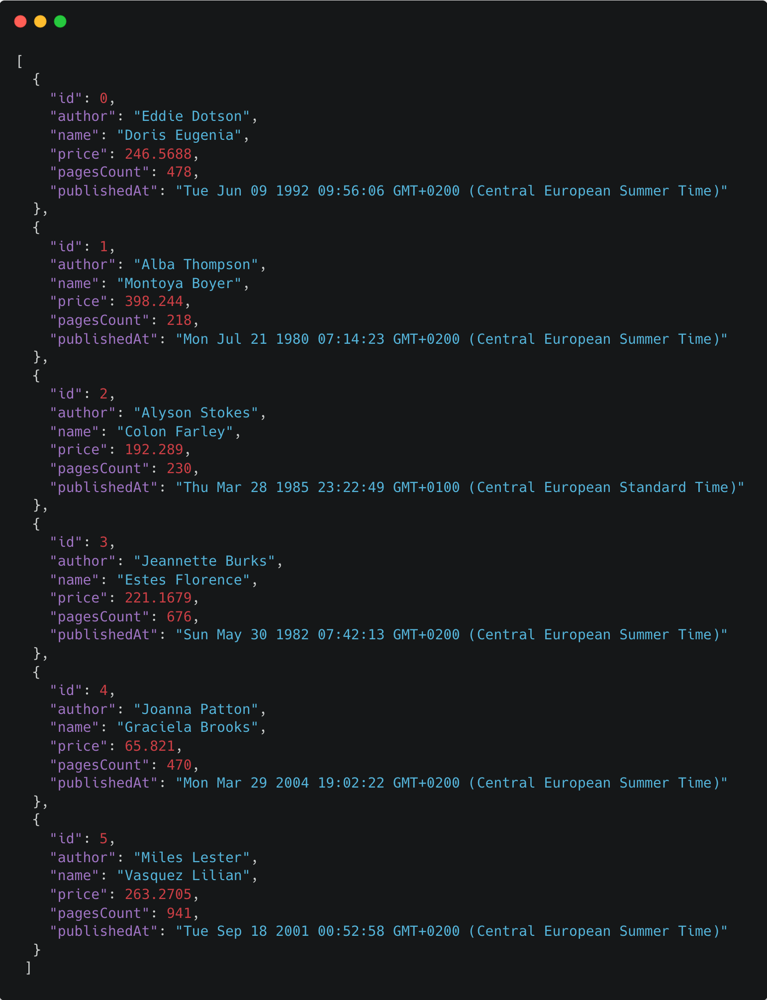 [
  {
    "id": 0,
    "author": "Eddie Dotson",
    "name": "Doris Eugenia",
    "price": 246.5688,
    "pagesCount": 478,
    "publishedAt": "Tue Jun 09 1992 09:56:06 GMT+0200 (Central European Summer Time)"
  },
  {
    "id": 1,
    "author": "Alba Thompson",
    "name": "Montoya Boyer",
    "price": 398.244,
    "pagesCount": 218,
    "publishedAt": "Mon Jul 21 1980 07:14:23 GMT+0200 (Central European Summer Time)"
  },
  {
    "id": 2,
    "author": "Alyson Stokes",
    "name": "Colon Farley",
    "price": 192.289,
    "pagesCount": 230,
    "publishedAt": "Thu Mar 28 1985 23:22:49 GMT+0100 (Central European Standard Time)"
  },
  {
    "id": 3,
    "author": "Jeannette Burks",
    "name": "Estes Florence",
    "price": 221.1679,
    "pagesCount": 676,
    "publishedAt": "Sun May 30 1982 07:42:13 GMT+0200 (Central European Summer Time)"
  },
  {
    "id": 4,
    "author": "Joanna Patton",
    "name": "Graciela Brooks",
    "price": 65.821,
    "pagesCount": 470,
    "publishedAt": "Mon Mar 29 2004 19:02:22 GMT+0200 (Central European Summer Time)"
  },
  {
    "id": 5,
    "author": "Miles Lester",
    "name": "Vasquez Lilian",
    "price": 263.2705,
    "pagesCount": 941,
    "publishedAt": "Tue Sep 18 2001 00:52:58 GMT+0200 (Central European Summer Time)"
  }
 ]